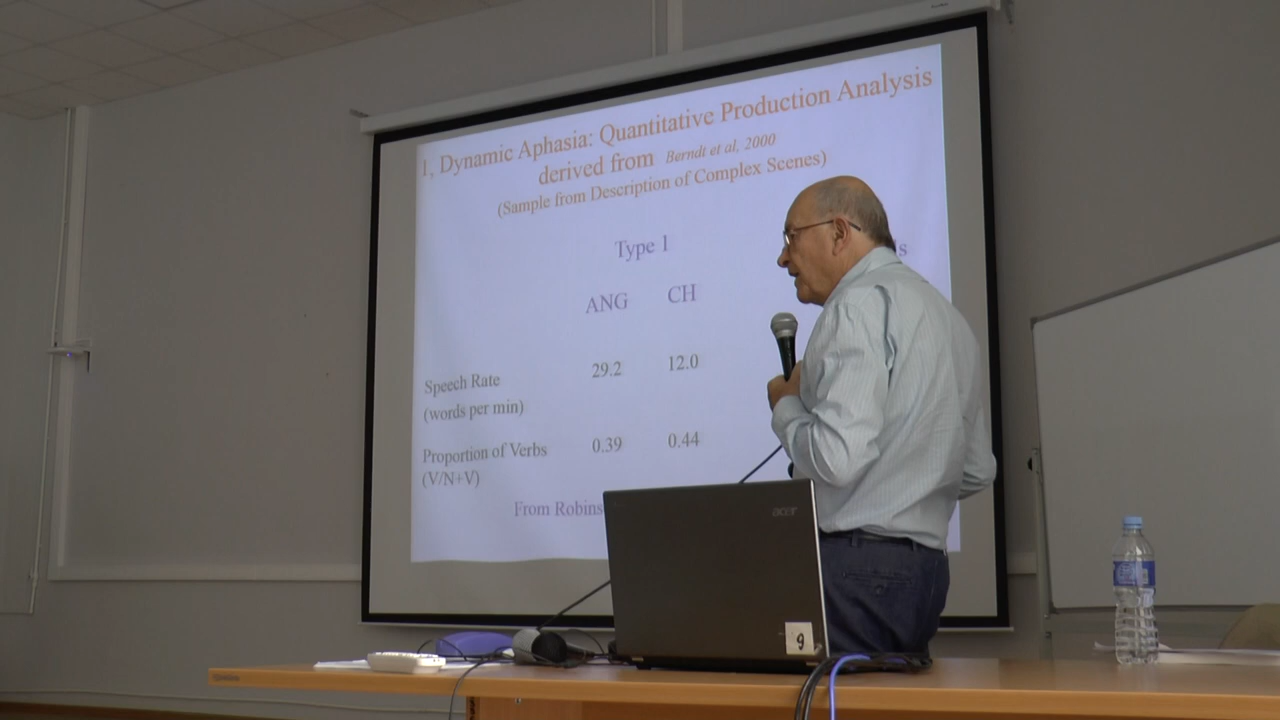 1, Dynamic Aphasia: Quantitative Production Analysis
derived from Berndt et al, 2000
(Sample from Description of Complex Scenes)
Type 1
ANG CH
Speech Rate 29.2 12.0
(words per min)
Proportion of Verbs 0.39 0.44
(V/N+V)
From Robins
acer
9